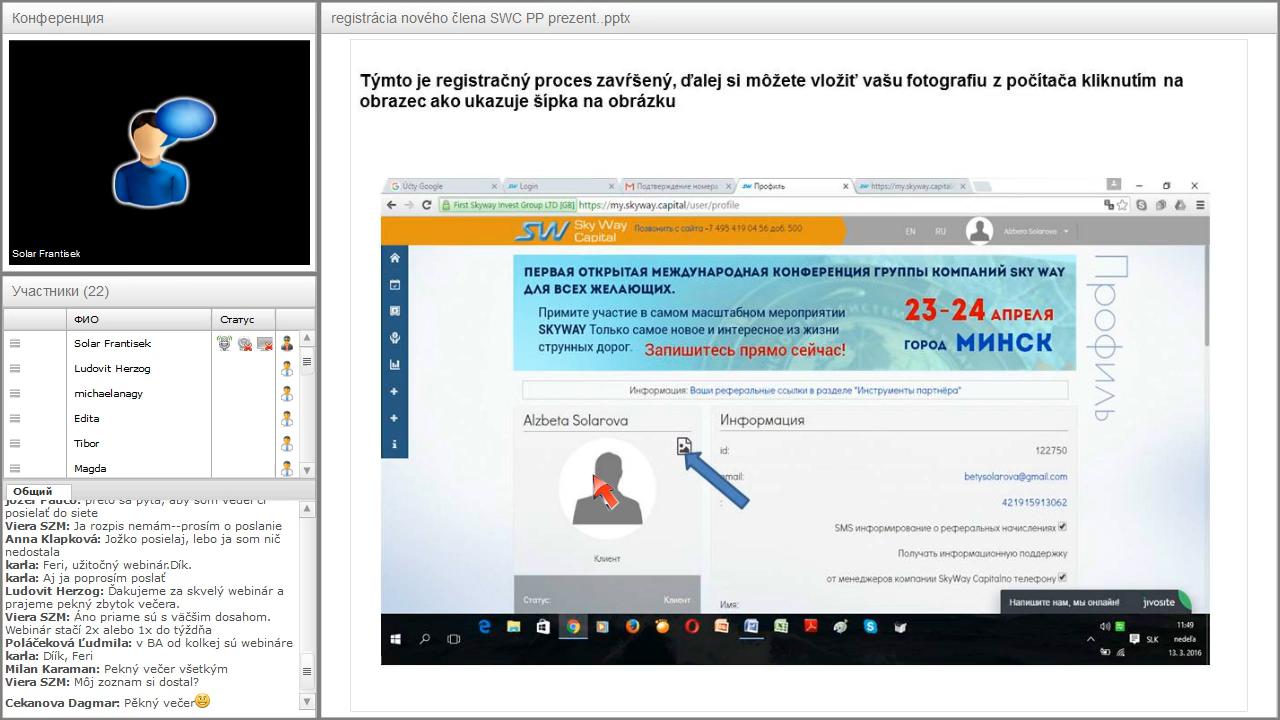 Конференция
Solar Frantisek
Участники (22)
ФИО
Статус
Solar Frantisek
Ludovit Herzog
michaelanagy
Edita
Tibor
Magda
Общий
posielať do siete
Viera SZM: Ja rozpis nemám--prosím o poslanie
Anna Klapková: Jožko posielaj, lebo ja som nič
nedostala
karla: Feri, užitočný webinár.Dík.
karla: Aj ja poprosím poslať
Ludovit Herzog: Ďakujeme za skvelý webinár a
prajeme pekný zbytok večera.
Viera SZM: Áno priame sú s väčšim dosahom.
Webinár stačí 2x alebo 1x do týždňa
Poláčeková Ľudmila: v BA od kolkej sú webináre
karla: Diík, Feri
Milan Karaman: Pekný večer všetkým
Viera SZM: Môj zoznam si dostal?
Cekanova Dagmar: Pěkný večer
registrácia nového člena SWC PP prezent..pptx
Týmto je registračný proces zavŕšený, ďalej si môžete vložiť vašu fotografiu z počítača kliknutím na
obrazec ako ukazuje šípka na obrázku
Účty Google
Login
Подтверждение номера
Профиль
https://my.skyway.capital
First Skyway Invest Group LTD [GB]
https://my.skyway.capital/user/profile
SW Sky Way
Capital
Позвонить с сайта +7 495 419 04 56 доб. 500
EN
RU
Alzbeta Solarova
ПЕРВАЯ ОТКРЫТАЯ МЕЖДУНАРОДНАЯ КОНФЕРЕНЦИЯ ГРУППЫ КОМПАНИЙ SKY WAY
ДЛЯ ВСЕХ ЖЕЛАЮЩИХ.
Примите участие в самом масштабном мероприятии
SKYWAY Только самое новое и интересное из жизни
струнных дорог. Запишитесь прямо сейчас!
23-24 АПРЕЛЯ
ГОРОД МИНСК
Профиль
Информация: Ваши реферальные ссылки в разделе "Инструменты партнёра"
Alzbeta Solarova
Клиент
Статус:
Клиент
Информация
id:
122750
email:
betysolarova@gmail.com
:
421915913062
SMS информирование о реферальных начислениях
Получать информационную поддержку
от менеджеров компании SkyWay Capitalпо телефону
Имя:
Напишите нам, мы онлайн!
jivosite
11:49
SLK
nedeľa
13. 3. 2016